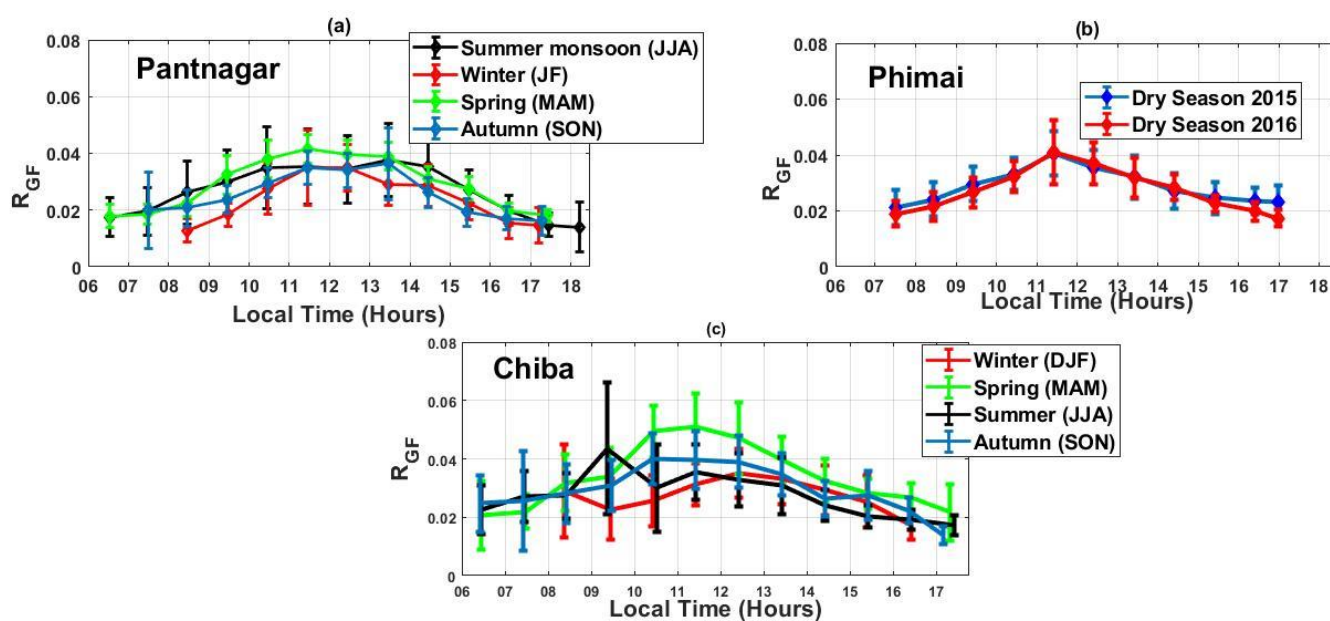 (a)
Pantnagar
Summer monsoon (JJA)
Winter (JF)
Spring (MAM)
Autumn (SON)
0.08
0.06
0.04
0.02
0
R_GF
06 07 08 09 10 11 12 13 14 15 16 17 18
Local Time (Hours)
(b)
Phimai
Dry Season 2015
Dry Season 2016
0.08
0.06
0.04
0.02
0
R_GF
06 07 08 09 10 11 12 13 14 15 16 17 18
Local Time (Hours)
(c)
Chiba
Winter (DJF)
Spring (MAM)
Summer (JJA)
Autumn (SON)
0.08
0.06
0.04
0.02
0
R_GF
06 07 08 09 10 11 12 13 14 15 16 17
Local Time (Hours)